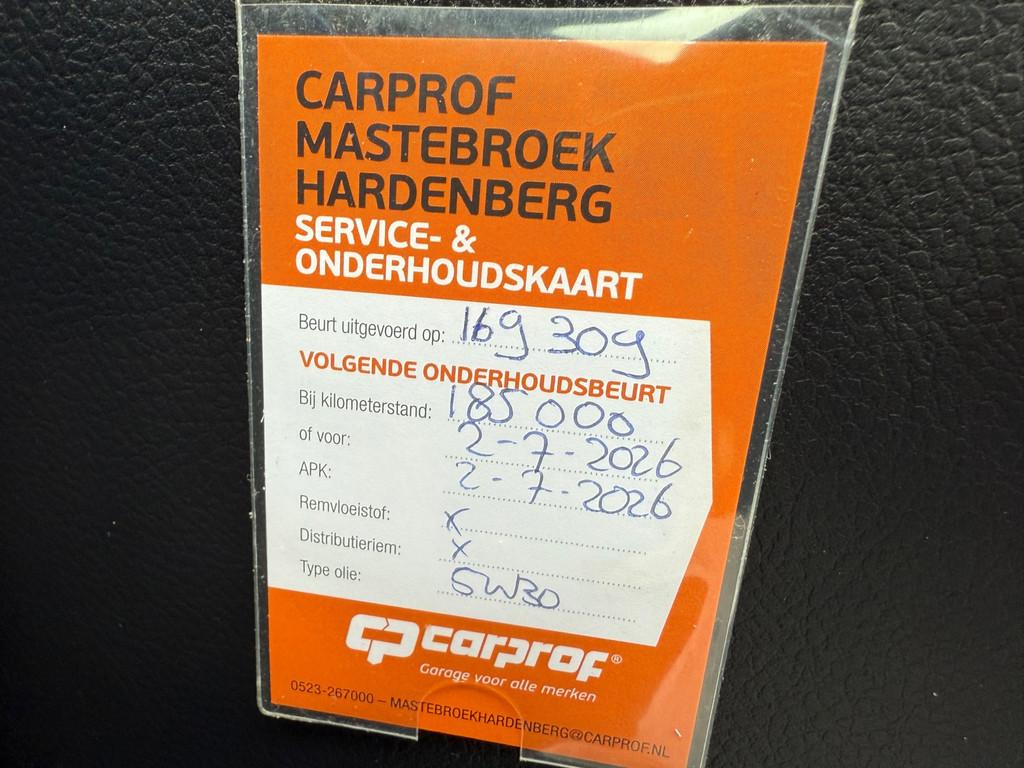 CARPROF
MASTEBROEK
HARDENBERG
SERVICE- &
ONDERHOUDSKAART
Beurt uitgevoerd op: 169 309
VOLGENDE ONDERHOUDSBEURT
Bij kilometerstand: 185 000
of voor: 2-7-2026
APK: 2-7-2026
Remvloeistof: x
Distributieriem: x
Type olie: 5W30
carprof®
Garage voor alle merken
0523-267000 – MASTEBROEKHARDENBERG@CARPROF.NL